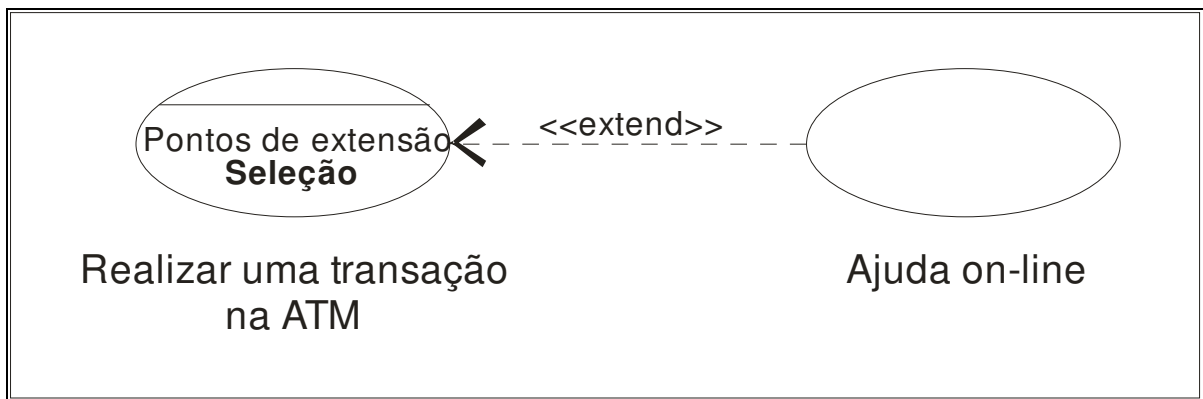 Pontos de extensão
Seleção
<<extend>>
Realizar uma transação
na ATM
Ajuda on-line